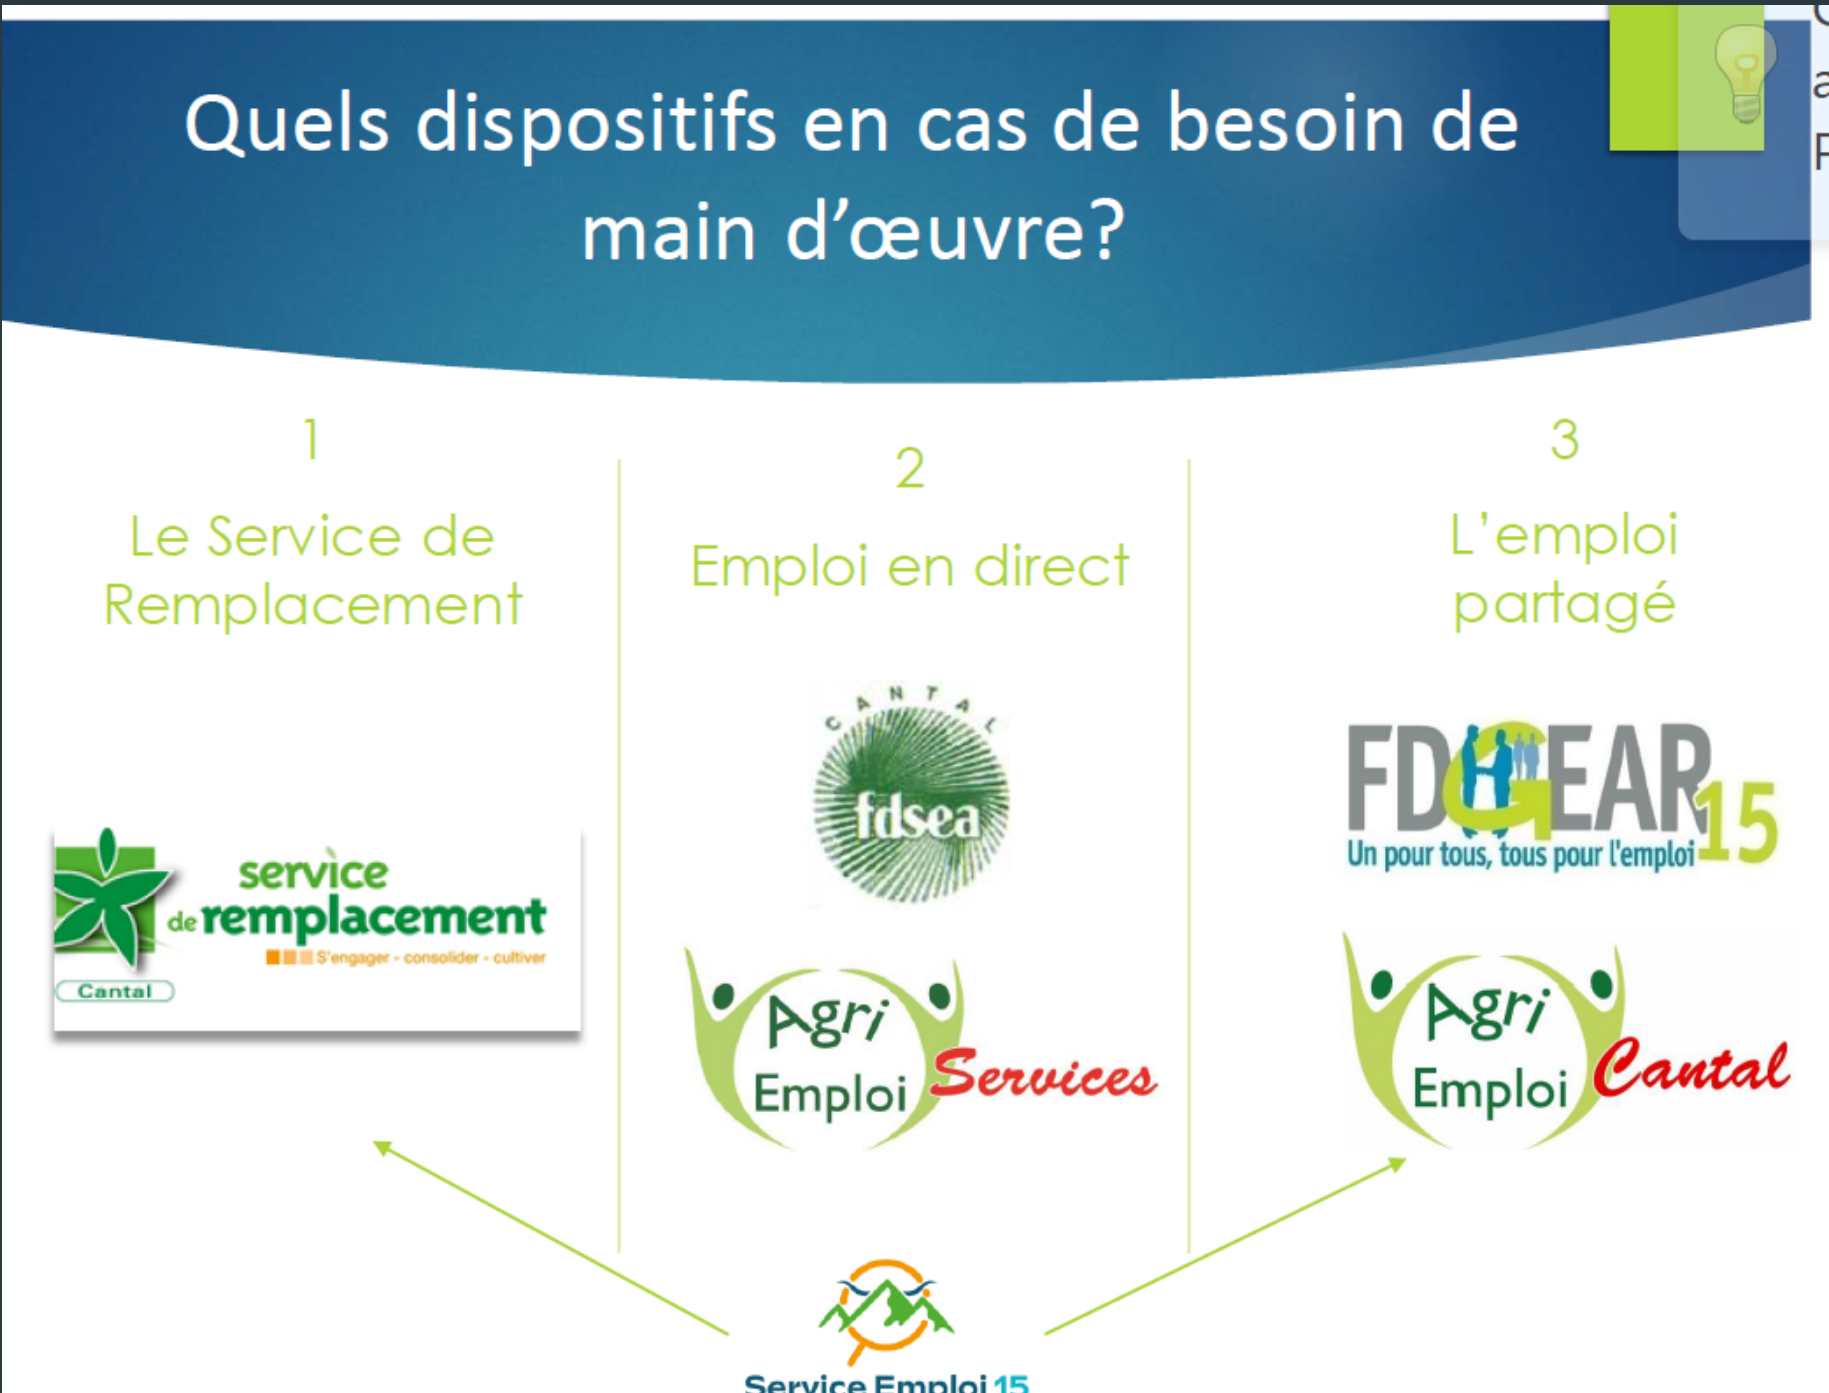 Quels dispositifs en cas de besoin de
main d'œuvre?
1
Le Service de
Remplacement
service
de remplacement
S'engager - consolider - cultiver
Cantal
2
Emploi en direct
CANTAL
fdsea
Agri
Emploi Services
3
L'emploi
partagé
FDGEAR15
Un pour tous, tous pour l'emploi
Agri
Emploi Cantal
Service Emploi 15